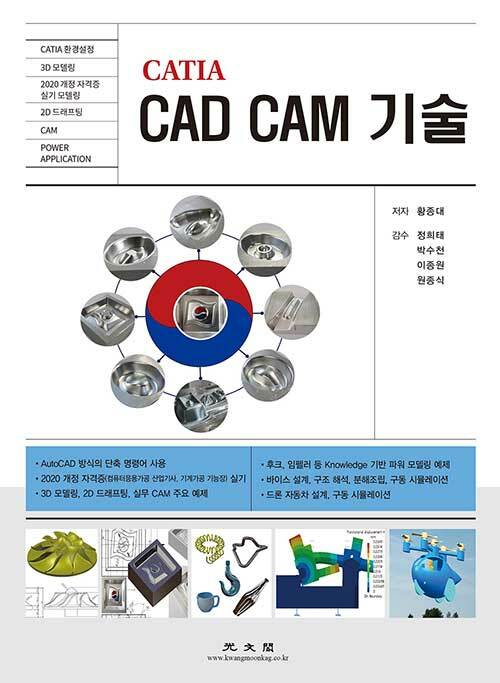 CATIA 환경설정
3D 모델링
2020 개정 자격증
실기 모델링
2D 드래프팅
CAM
POWER
APPLICATION
CATIA
CAD CAM 기술
저자 황종대
감수 정희태
박수천
이종원
원종식
• AutoCAD 방식의 단축 명령어 사용
• 2020 개정 자격증(컴퓨터응용가공 산업기사, 기계가공 기능장) 실기
• 3D 모델링, 2D 드래프팅, 실무 CAM 주요 예제
• 후크, 임펠러 등 Knowledge 기반 파워 모델링 예제
• 바이스 설계, 구조 해석, 분해조립, 구동 시뮬레이션
• 드론 자동차 설계, 구동 시뮬레이션
光文閣
www.kwangmoonkag.co.kr